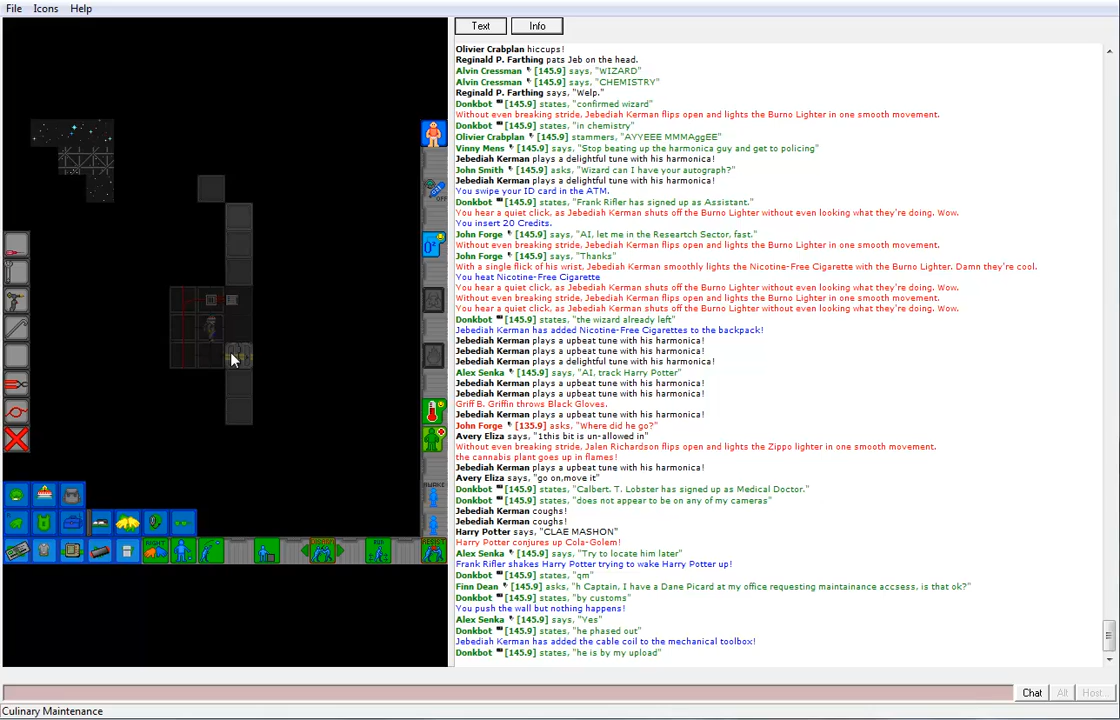 File Icons Help
Text Info
Olivier Crabplan hiccups!
Reginald P. Farthing pats Jeb on the head.
Alvin Cressman [145.9] says, "WIZARD"
Alvin Cressman [145.9] says, "CHEMISTRY"
Reginald P. Farthing says, "Welp."
Donkbot [145.9] states, "confirmed wizard"
Without even breaking stride, Jebediah Kerman flips open and lights the Burno Lighter in one smooth movement.
Donkbot [145.9] states, "in chemistry"
Olivier Crabplan [145.9] stammers, "AYYEEE MMMAggEE"
Vinny Mens [145.9] says, "Stop beating up the harmonica guy and get to policing"
Jebediah Kerman plays a delightful tune with his harmonica!
John Smith [145.9] asks, "Wizard can I have your autograph?"
Jebediah Kerman plays a delightful tune with his harmonica!
You swipe your ID card in the ATM.
Donkbot [145.9] states, "Frank Rifler has signed up as Assistant."
You hear a quiet click, as Jebediah Kerman shuts off the Burno Lighter without even looking what they're doing. Wow.
You insert 20 Credits.
John Forge [145.9] says, "AI, let me in the Researtch Sector, fast."
Without even breaking stride, Jebediah Kerman flips open and lights the Burno Lighter in one smooth movement.
John Forge [145.9] says, "Thanks"
With a single flick of his wrist, Jebediah Kerman smoothly lights the Nicotine-Free Cigarette with the Burno Lighter. Damn they're cool.
You heat Nicotine-Free Cigarette
You hear a quiet click, as Jebediah Kerman shuts off the Burno Lighter without even looking what they're doing. Wow.
Without even breaking stride, Jebediah Kerman flips open and lights the Burno Lighter in one smooth movement.
You hear a quiet click, as Jebediah Kerman shuts off the Burno Lighter without even looking what they're doing. Wow.
Donkbot [145.9] states, "the wizard already left"
Jebediah Kerman has added Nicotine-Free Cigarettes to the backpack!
Jebediah Kerman plays a upbeat tune with his harmonica!
Jebediah Kerman plays a upbeat tune with his harmonica!
Jebediah Kerman plays a delightful tune with his harmonica!
Alex Senka [145.9] says, "AI, track Harry Potter"
Jebediah Kerman plays a upbeat tune with his harmonica!
Jebediah Kerman plays a upbeat tune with his harmonica!
Griff B. Griffin throws Black Gloves.
Jebediah Kerman plays a upbeat tune with his harmonica!
John Forge [135.9] asks, "Where did he go?"
Avery Eliza says, "1this bit is un-allowed in"
Without even breaking stride, Jalen Richardson flips open and lights the Zippo lighter in one smooth movement.
the cannabis plant goes up in flames!
Jebediah Kerman plays a upbeat tune with his harmonica!
Avery Eliza says, "go on,move it"
Donkbot [145.9] states, "Calbert. T. Lobster has signed up as Medical Doctor."
Donkbot [145.9] states, "does not appear to be on any of my cameras"
Jebediah Kerman coughs!
Jebediah Kerman coughs!
Harry Potter says, "CLAE MASHON"
Harry Potter conjures up Cola-Golem!
Alex Senka [145.9] says, "Try to locate him later"
Frank Rifler shakes Harry Potter trying to wake Harry Potter up!
Donkbot [145.9] states, "qm"
Finn Dean [145.9] asks, "h Captain, I have a Dane Picard at my office requesting maintainance accsess, is that ok?"
Donkbot [145.9] states, "by customs"
You push the wall but nothing happens!
Alex Senka [145.9] says, "Yes"
Donkbot [145.9] states, "he phased out"
Jebediah Kerman has added the cable coil to the mechanical toolbox!
Donkbot [145.9] states, "he is by my upload"
OFF
AWAKE
RIGHT
RUN
RESIST
Chat Alt Host...
Culinary Maintenance